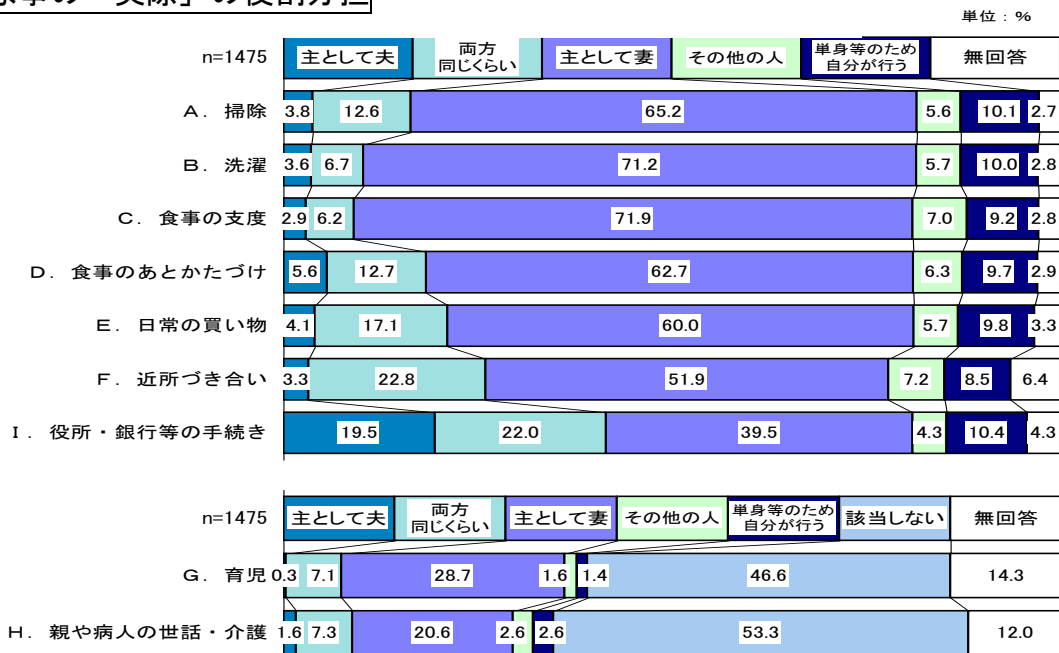 家事の「実際」の役割分担
単位：%
n=1475 主として夫 両方同じくらい 主として妻 その他の人 単身等のため自分が行う 無回答
A. 掃除 3.8 12.6 65.2 5.6 10.1 2.7
B. 洗濯 3.6 6.7 71.2 5.7 10.0 2.8
C. 食事の支度 2.9 6.2 71.9 7.0 9.2 2.8
D. 食事のあとかたづけ 5.6 12.7 62.7 6.3 9.7 2.9
E. 日常の買い物 4.1 17.1 60.0 5.7 9.8 3.3
F. 近所づき合い 3.3 22.8 51.9 7.2 8.5 6.4
I. 役所・銀行等の手続き 19.5 22.0 39.5 4.3 10.4 4.3
n=1475 主として夫 両方同じくらい 主として妻 その他の人 単身等のため自分が行う 該当しない 無回答
G. 育児 0.3 7.1 28.7 1.6 1.4 46.6 14.3
H. 親や病人の世話・介護 1.6 7.3 20.6 2.6 2.6 53.3 12.0